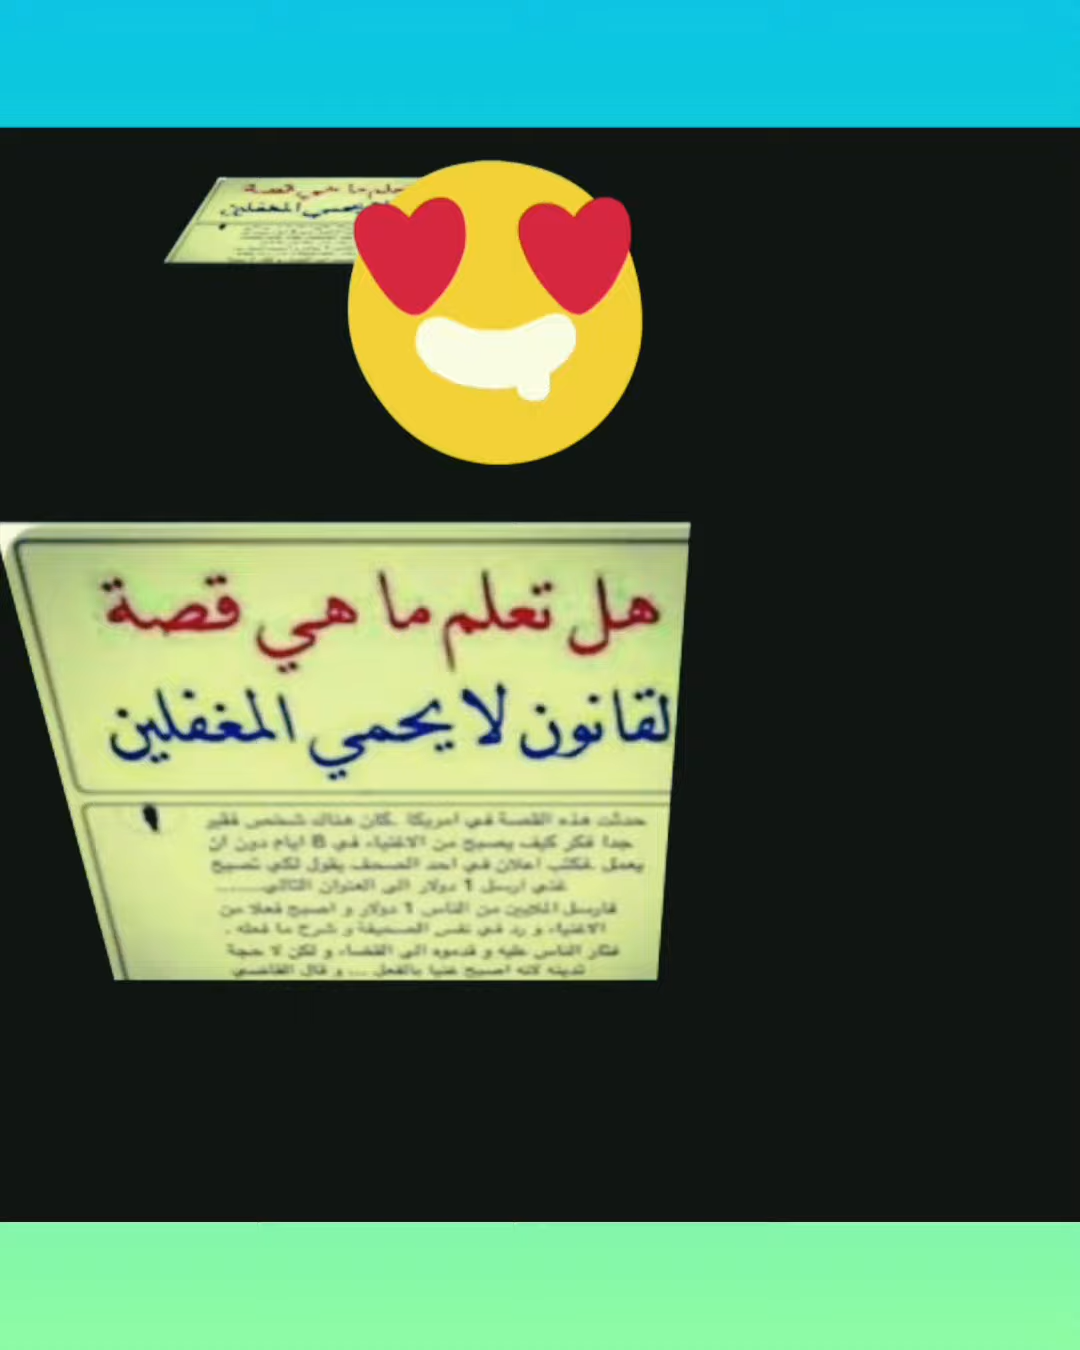 هل تعلم ما هي قصة
لقانون لا يحمي المغفلين
حدثت هذه القصة في امريكا .كان هناك شخص فقير
جدا فكر كيف يصبح من الاغنياء في 8 ايام دون ان
يعمل .فكتب اعلان في احد الصحف يقول لكي تصبح
غني ارسل 1 دولار الى العنوان التالي.......
فارسل الملايين من الناس 1 دولار و اصبح فعلا من
الاغنياء و رد في نفس الصحيفة و شرح ما فعله .
فثار الناس عليه و قدموه الى القضاء و لكن لا حجة
تدينه لانه اصبح غنيا بالفعل ... و قال القاضي